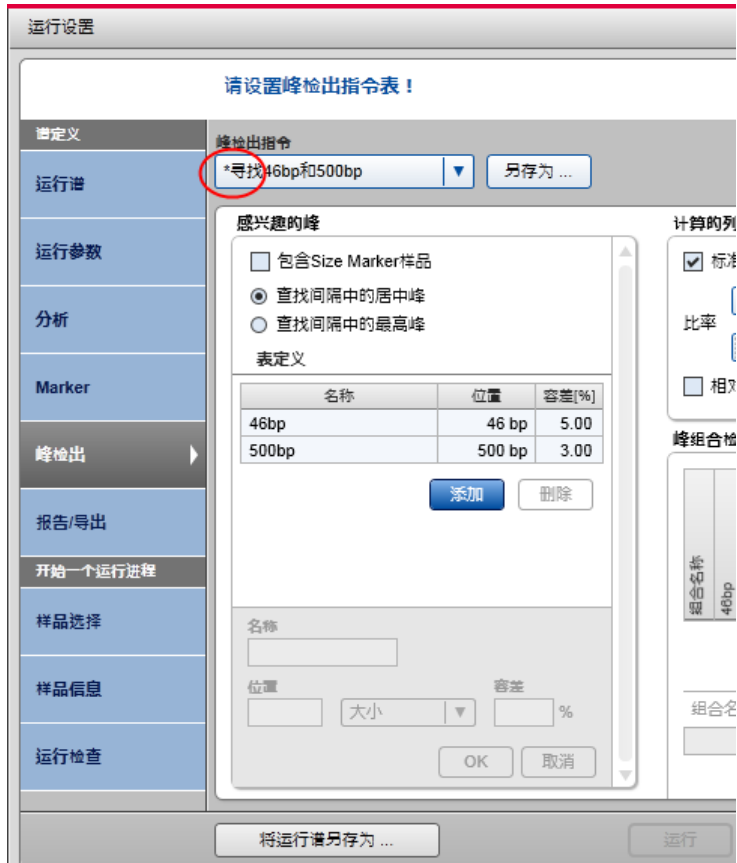 运行设置
请设置峰检出指令表！
谱定义
运行谱
运行参数
分析
Marker
峰检出
报告/导出
开始一个运行进程
样品选择
样品信息
运行检查
峰检出指令
*寻找46bp和500bp
另存为 ...
感兴趣的峰
包含Size Marker样品
查找间隔中的居中峰
查找间隔中的最高峰
表定义
名称 位置 容差[%]
46bp 46 bp 5.00
500bp 500 bp 3.00
添加 删除
名称
位置 容差
大小 %
OK 取消
计算的列
标准
比率
相对
峰组合检
组合名称
46bp
组合名
将运行谱另存为 ...
运行